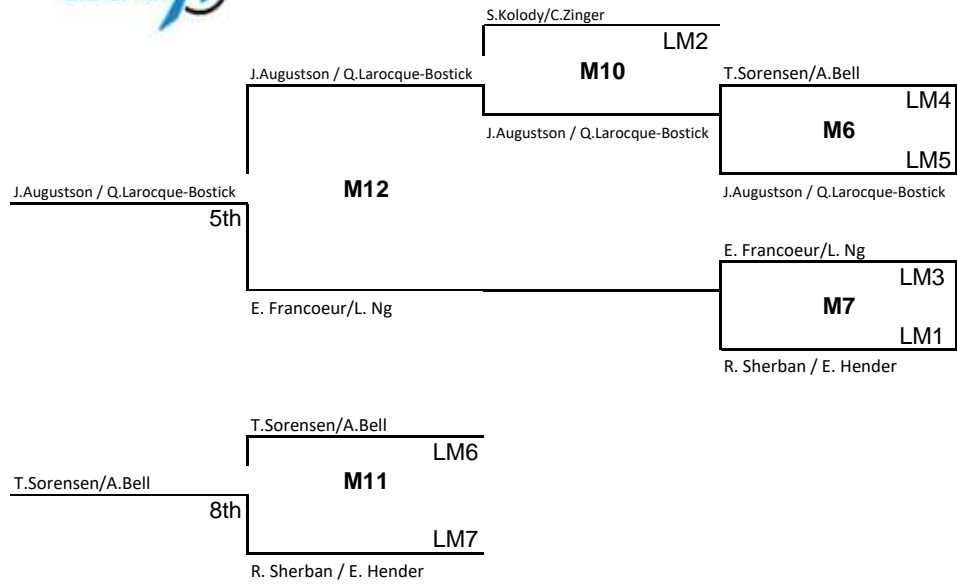 S.Kolody/C.Zinger
LM2
M10
J.Augustson / Q.Larocque-Bostick
T.Sorensen/A.Bell
LM4
J.Augustson / Q.Larocque-Bostick
M6
LM5
J.Augustson / Q.Larocque-Bostick
M12
J.Augustson / Q.Larocque-Bostick
5th
E. Francoeur/L. Ng
LM3
E. Francoeur/L. Ng
M7
LM1
R. Sherban / E. Hender
T.Sorensen/A.Bell
LM6
T.Sorensen/A.Bell
M11
8th
LM7
R. Sherban / E. Hender